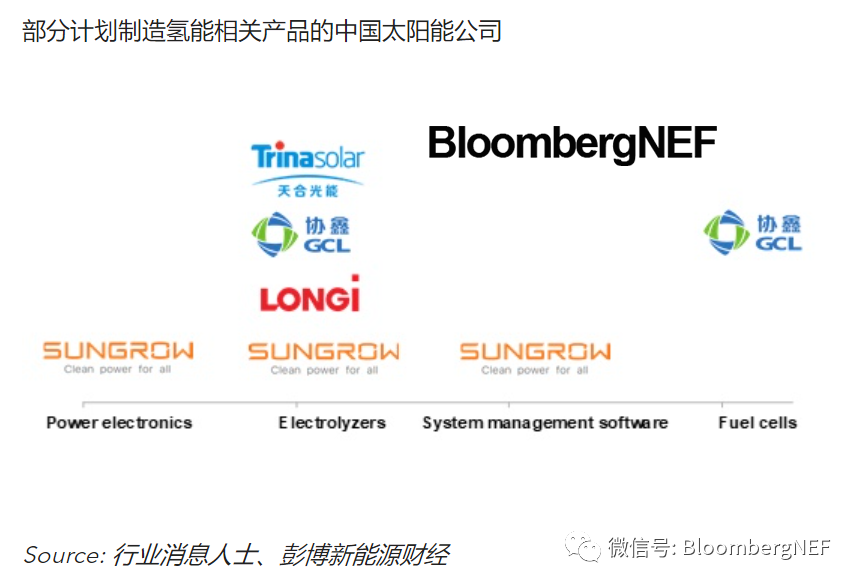 部分计划制造氢能相关产品的中国太阳能公司
BloombergNEF
Trinasolar
天合光能
协鑫
GCL
协鑫
GCL
LONGi
SUNGROW
Clean power for all
SUNGROW
Clean power for all
SUNGROW
Clean power for all
Power electronics
Electrolyzers
System management software
Fuel cells
Source: 行业消息人士、彭博新能源财经
微信号: BloombergNEF